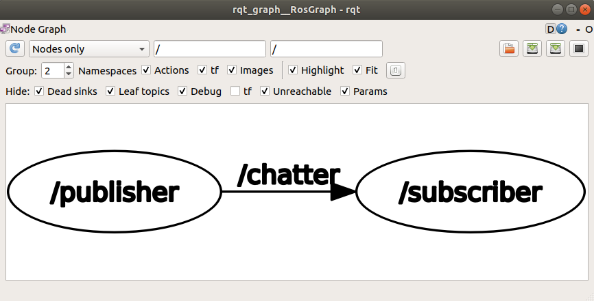 rqt_graph__RosGraph - rqt
Node Graph
D - O
Nodes only / /
Group: 2 Namespaces Actions tf Images Highlight Fit
Hide: Dead sinks Leaf topics Debug tf Unreachable Params
/publisher /chatter /subscriber